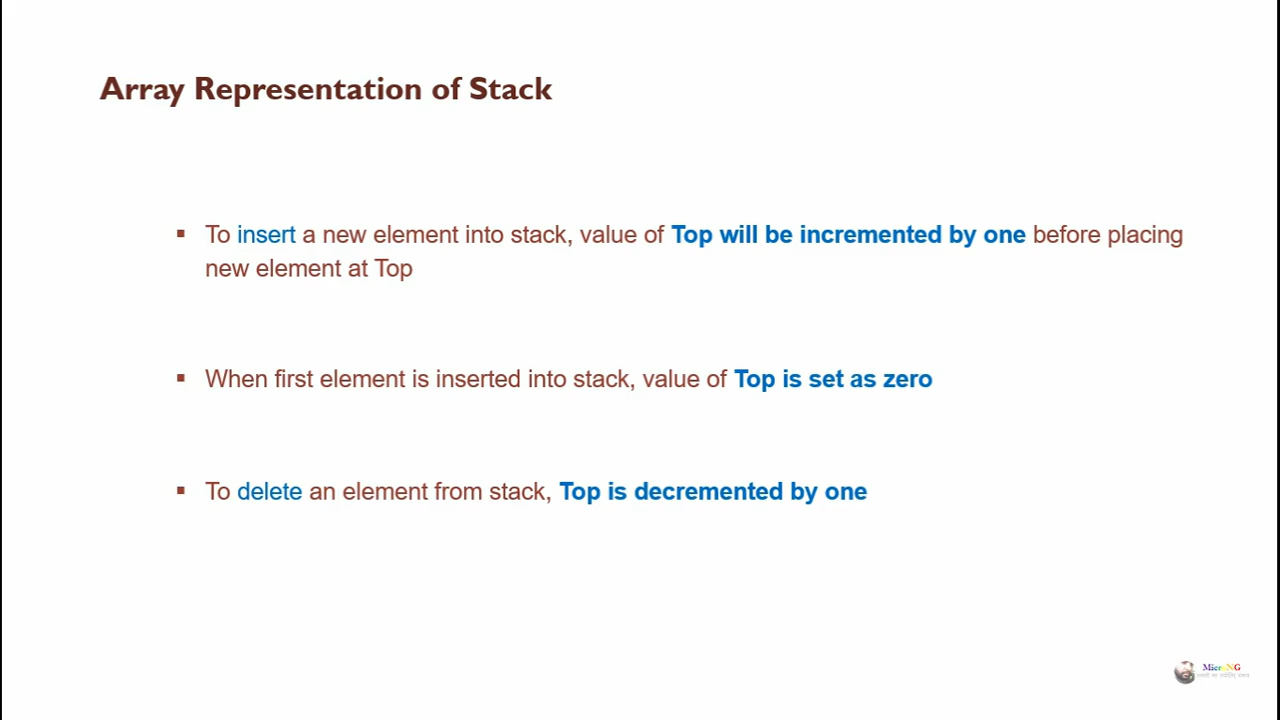 Array Representation of Stack
▪ To insert a new element into stack, value of Top will be incremented by one before placing
new element at Top
▪ When first element is inserted into stack, value of Top is set as zero
▪ To delete an element from stack, Top is decremented by one
MicroNG